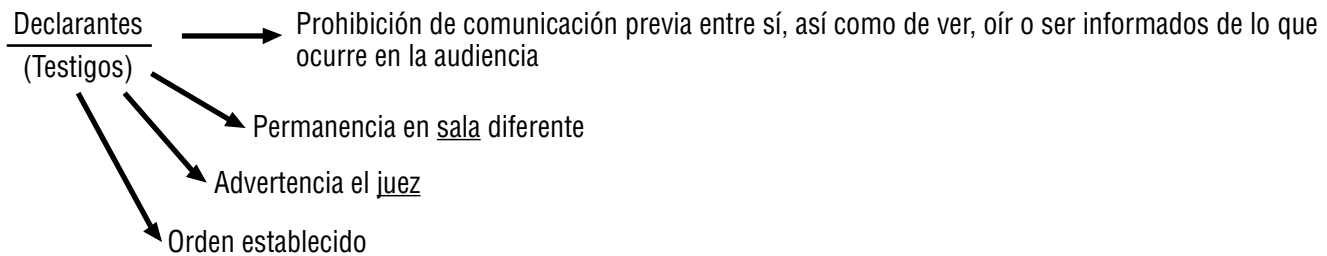 Declarantes
(Testigos)
Prohibición de comunicación previa entre sí, así como de ver, oír o ser informados de lo que
ocurre en la audiencia
Permanencia en sala diferente
Advertencia el juez
Orden establecido